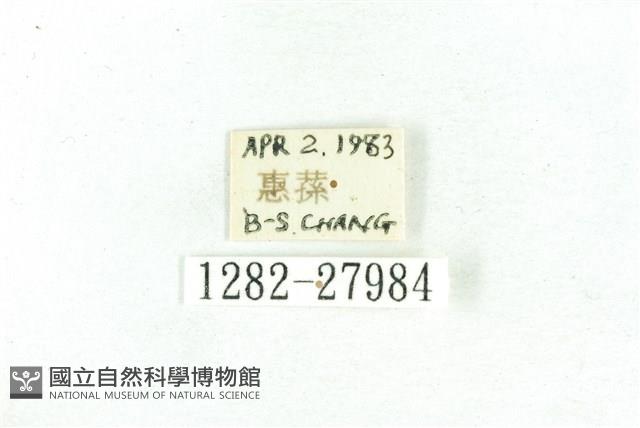 APR 2. 1983
惠蓀
B-S. CHANG
1282-27984
國立自然科學博物館
NATIONAL MUSEUM OF NATURAL SCIENCE